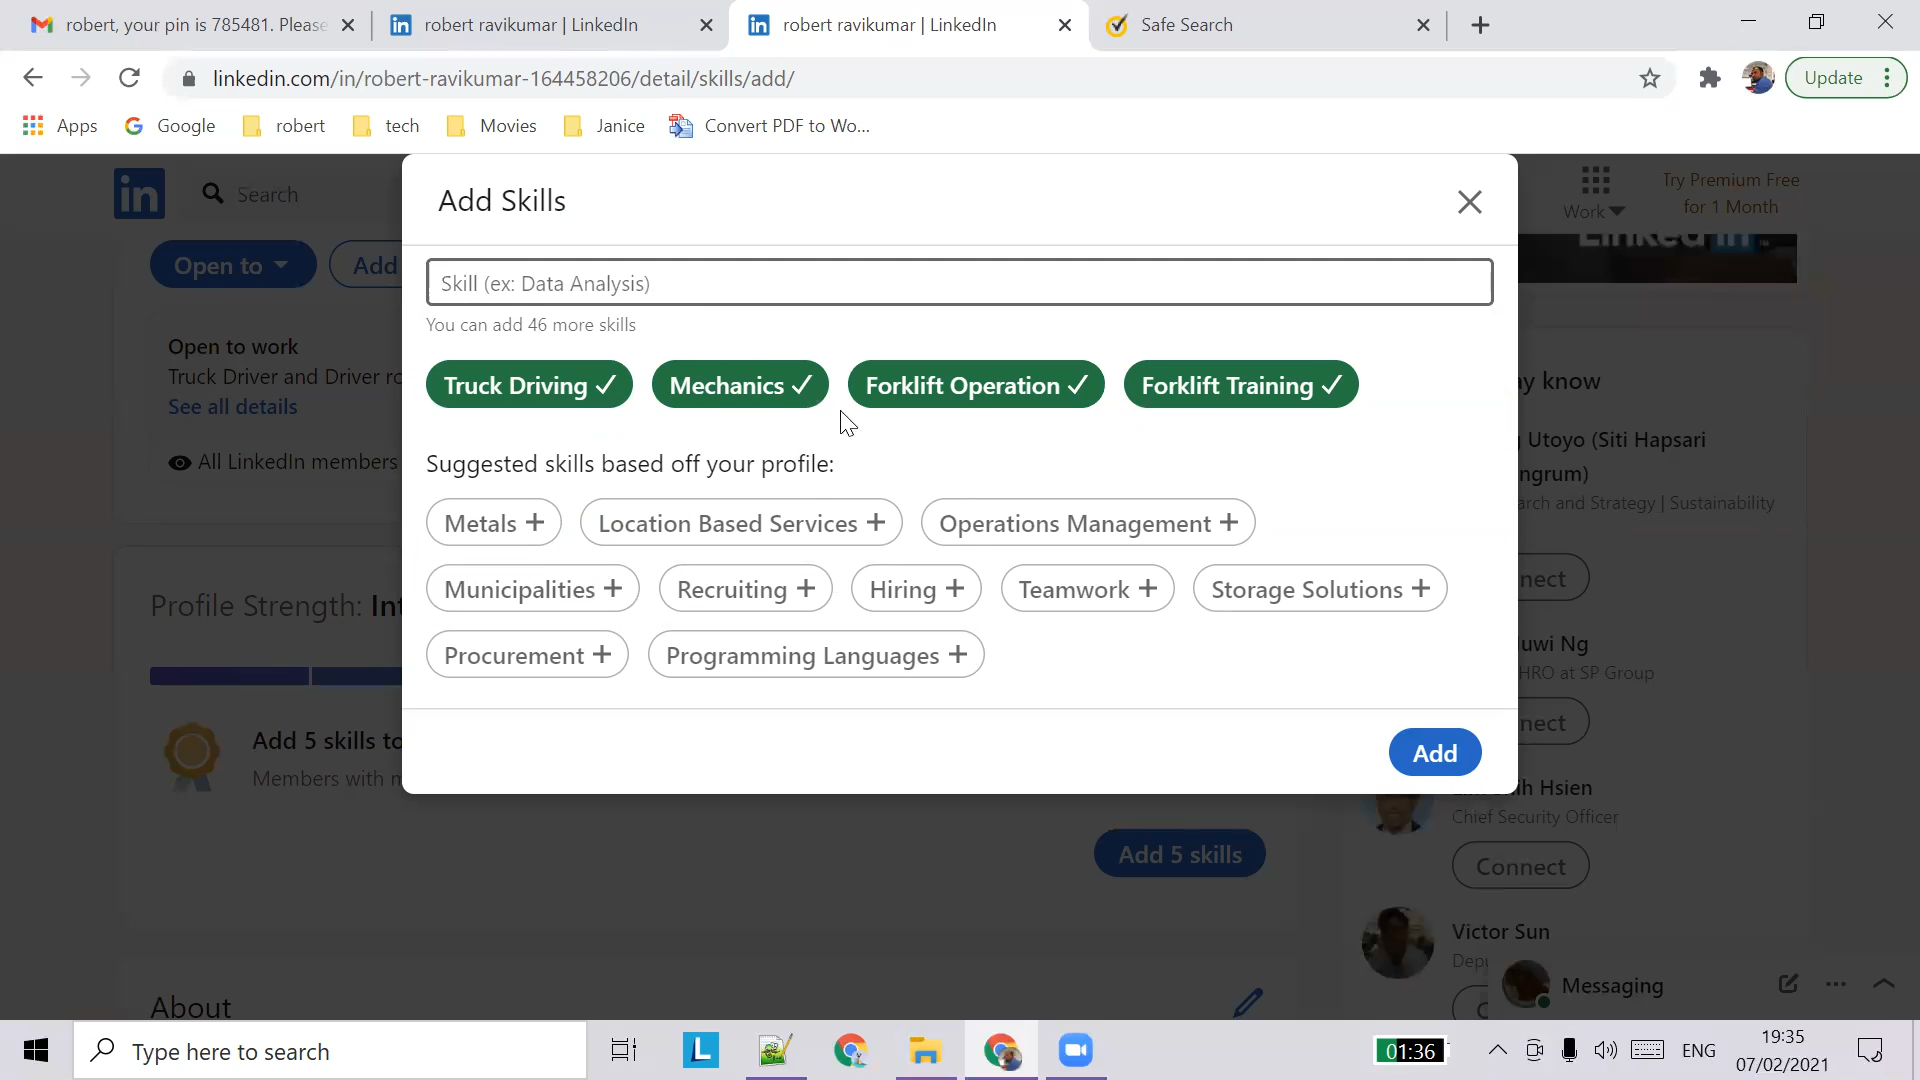 robert, your pin is 785481. Please
robert ravikumar | LinkedIn
robert ravikumar | LinkedIn
Safe Search
linkedin.com/in/robert-ravikumar-164458206/detail/skills/add/
Update
Apps
Google
robert
tech
Movies
Janice
Convert PDF to Wo...
in
Search
Work
Try Premium Free
for 1 Month
Open to
Add
Add Skills
Skill (ex: Data Analysis)
You can add 46 more skills
Truck Driving
Mechanics
Forklift Operation
Forklift Training
Suggested skills based off your profile:
Metals +
Location Based Services +
Operations Management +
Municipalities +
Recruiting +
Hiring +
Teamwork +
Storage Solutions +
Procurement +
Programming Languages +
Add
Open to work
Truck Driver and Driver ro
See all details
All LinkedIn members
Profile Strength: Int
Add 5 skills to
Members with m
Add 5 skills
About
ay know
g Utoyo (Siti Hapsari
ngrum)
arch and Strategy | Sustainability
nect
uwi Ng
HRO at SP Group
nect
ih Hsien
Chief Security Officer
Connect
Victor Sun
Dep
Messaging
Type here to search
L
01:36
ENG
19:35
07/02/2021